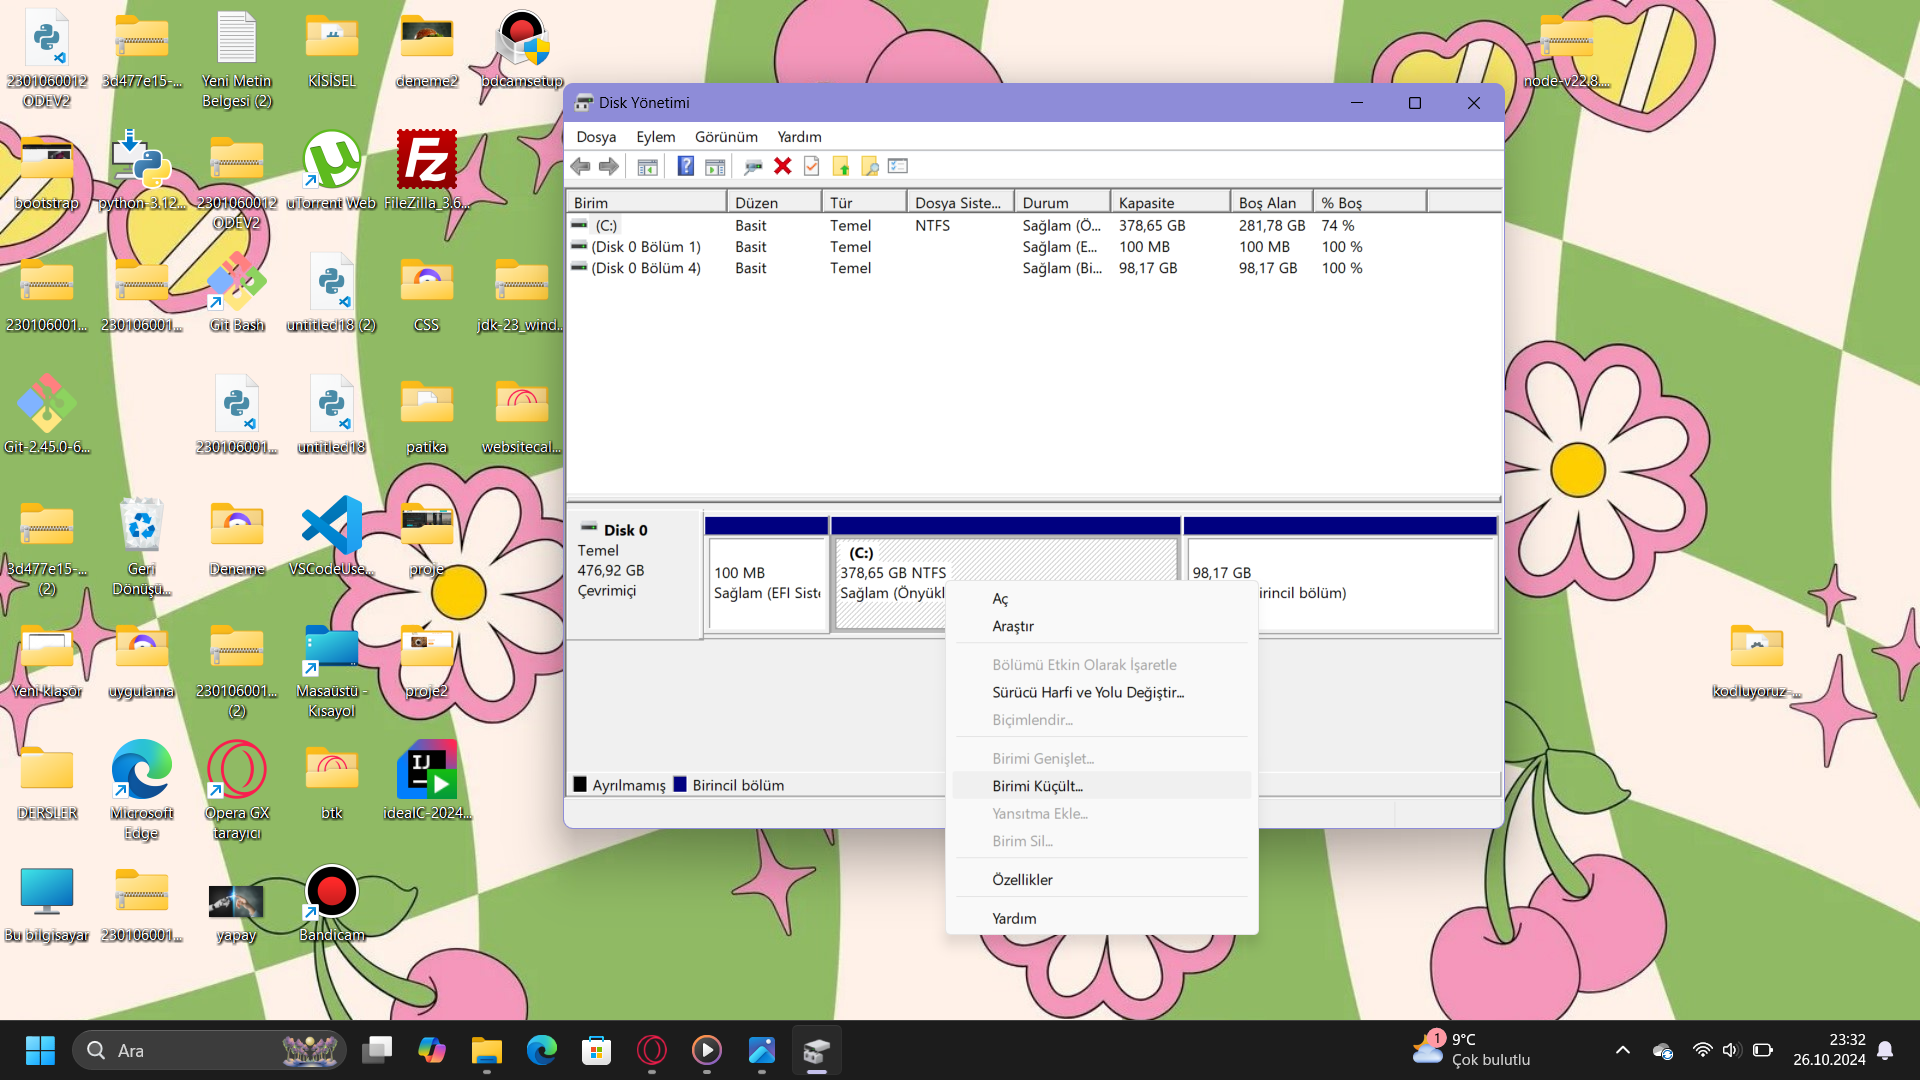 2301060012 ODEV2
3d477e15-...
Yeni Metin Belgesi (2)
KİSİSEL
deneme2
bdcamsetup
node-v22.8....
bootstrap
python-3.12...
2301060012 ODEV2
uTorrent Web
FileZilla_3.6...
230106001...
230106001...
Git Bash
untitled18 (2)
CSS
jdk-23_wind...
Git-2.45.0-6...
230106001...
untitled18
patika
websitecal...
3d477e15-... (2)
Geri Dönüşü...
Deneme
VSCodeUse...
proje
Yeni klasör
uygulama
230106001... (2)
Masaüstü - Kısayol
proje2
kodluyoruz-...
DERSLER
Microsoft Edge
Opera GX tarayıcı
btk
ideaIC-2024...
Bu bilgisayar
230106001...
yapay
Bandicam
Disk Yönetimi
Dosya Eylem Görünüm Yardım
Birim Düzen Tür Dosya Siste... Durum Kapasite Boş Alan % Boş
(C:) Basit Temel NTFS Sağlam (Ö... 378,65 GB 281,78 GB 74 %
(Disk 0 Bölüm 1) Basit Temel Sağlam (E... 100 MB 100 MB 100 %
(Disk 0 Bölüm 4) Basit Temel Sağlam (Bi... 98,17 GB 98,17 GB 100 %
Disk 0
Temel
476,92 GB
Çevrimiçi
100 MB
Sağlam (EFI Siste
(C:)
378,65 GB NTFS
Sağlam (Önyükl
98,17 GB
irincil bölüm)
Aç
Araştır
Bölümü Etkin Olarak İşaretle
Sürücü Harfi ve Yolu Değiştir...
Biçimlendir...
Birimi Genişlet...
Birimi Küçült...
Yansıtma Ekle...
Birim Sil...
Özellikler
Yardım
Ayrılmamış Birincil bölüm
Ara
1
9°C
Çok bulutlu
23:32
26.10.2024